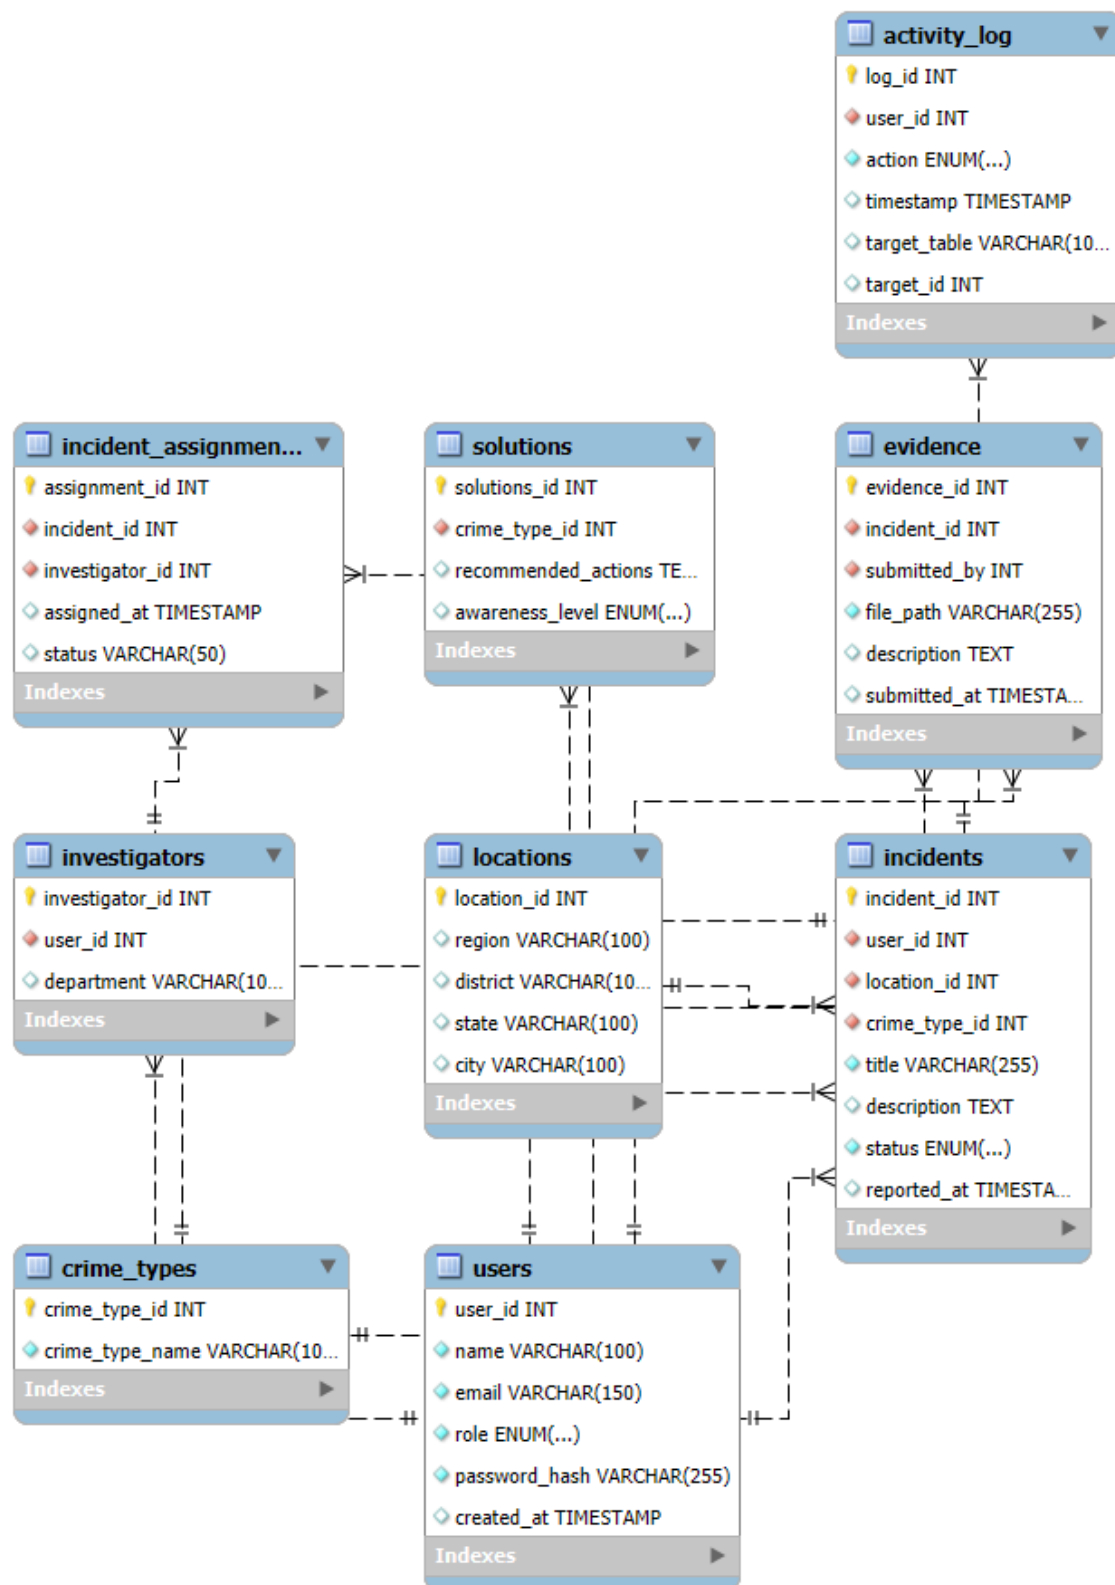 activity_log
log_id INT
user_id INT
action ENUM(...)
timestamp TIMESTAMP
target_table VARCHAR(10...
target_id INT
Indexes
incident_assignmen...
assignment_id INT
incident_id INT
investigator_id INT
assigned_at TIMESTAMP
status VARCHAR(50)
Indexes
solutions
solutions_id INT
crime_type_id INT
recommended_actions TE...
awareness_level ENUM(...)
Indexes
evidence
evidence_id INT
incident_id INT
submitted_by INT
file_path VARCHAR(255)
description TEXT
submitted_at TIMESTA...
Indexes
investigators
investigator_id INT
user_id INT
department VARCHAR(10...
Indexes
locations
location_id INT
region VARCHAR(100)
district VARCHAR(10...
state VARCHAR(100)
city VARCHAR(100)
Indexes
incidents
incident_id INT
user_id INT
location_id INT
crime_type_id INT
title VARCHAR(255)
description TEXT
status ENUM(...)
reported_at TIMESTA...
Indexes
crime_types
crime_type_id INT
crime_type_name VARCHAR(10...
Indexes
users
user_id INT
name VARCHAR(100)
email VARCHAR(150)
role ENUM(...)
password_hash VARCHAR(255)
created_at TIMESTAMP
Indexes